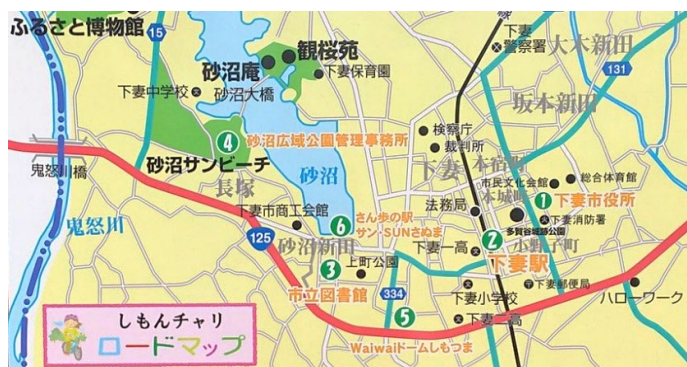 ふるさと博物館
15
砂沼庵
観桜苑
下妻保育園
下妻中学校
砂沼大橋
下妻
警察署
大木新田
131
坂本新田
検察庁
裁判所
4
砂沼広域公園管理事務所
砂沼サンビーチ
鬼怒川橋
長塚
砂沼
下妻
本宿町
市民文化会館
総合体育館
本城町
1
下妻市役所
法務局
下妻消防署
多賀谷城跡公園
鬼怒川
下妻市商工会館
6
さん歩の駅
サン・SUNさぬま
125
砂沼新田
下妻一高
2
小野子町
下妻駅
3
上町公園
市立図書館
334
下妻小学校
下妻郵便局
ハローワーク
5
下妻二高
Waiwaiドームしもつま
しもんチャリ
ロードマップ